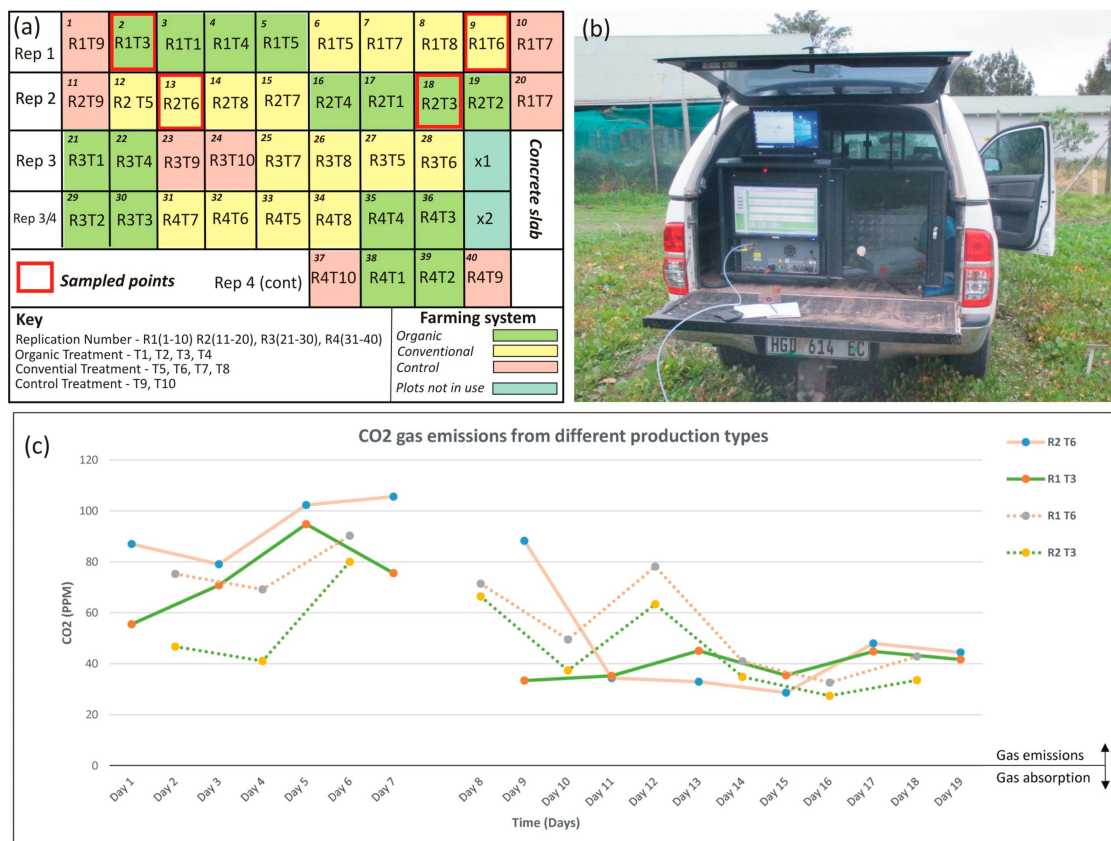 (a)
1 2 3 4 5 6 7 8 9 10
Rep 1 R1T9 R1T3 R1T1 R1T4 R1T5 R1T5 R1T7 R1T8 R1T6 R1T7
11 12 13 14 15 16 17 18 19 20
Rep 2 R2T9 R2 T5 R2T6 R2T8 R2T7 R2T4 R2T1 R2T3 R2T2 R1T7
21 22 23 24 25 26 27 28
Rep 3 R3T1 R3T4 R3T9 R3T10 R3T7 R3T8 R3T5 R3T6 x1
29 30 31 32 33 34 35 36
Rep 3/4 R3T2 R3T3 R4T7 R4T6 R4T5 R4T8 R4T4 R4T3 x2
Concrete slab
37 38 39 40
Sampled points Rep 4 (cont) R4T10 R4T1 R4T2 R4T9
Key
Replication Number - R1(1-10) R2(11-20), R3(21-30), R4(31-40)
Organic Treatment - T1, T2, T3, T4
Convential Treatment - T5, T6, T7, T8
Control Treatment - T9, T10
Farming system
Organic
Conventional
Control
Plots not in use
(b)
HGD 614 EC
(c)
CO2 gas emissions from different production types
120
100
80
60
40
20
0
CO2 (PPM)
Day 1 Day 2 Day 3 Day 4 Day 5 Day 6 Day 7 Day 8 Day 9 Day 10 Day 11 Day 12 Day 13 Day 14 Day 15 Day 16 Day 17 Day 18 Day 19
Time (Days)
R2 T6
R1 T3
R1 T6
R2 T3
Gas emissions
Gas absorption